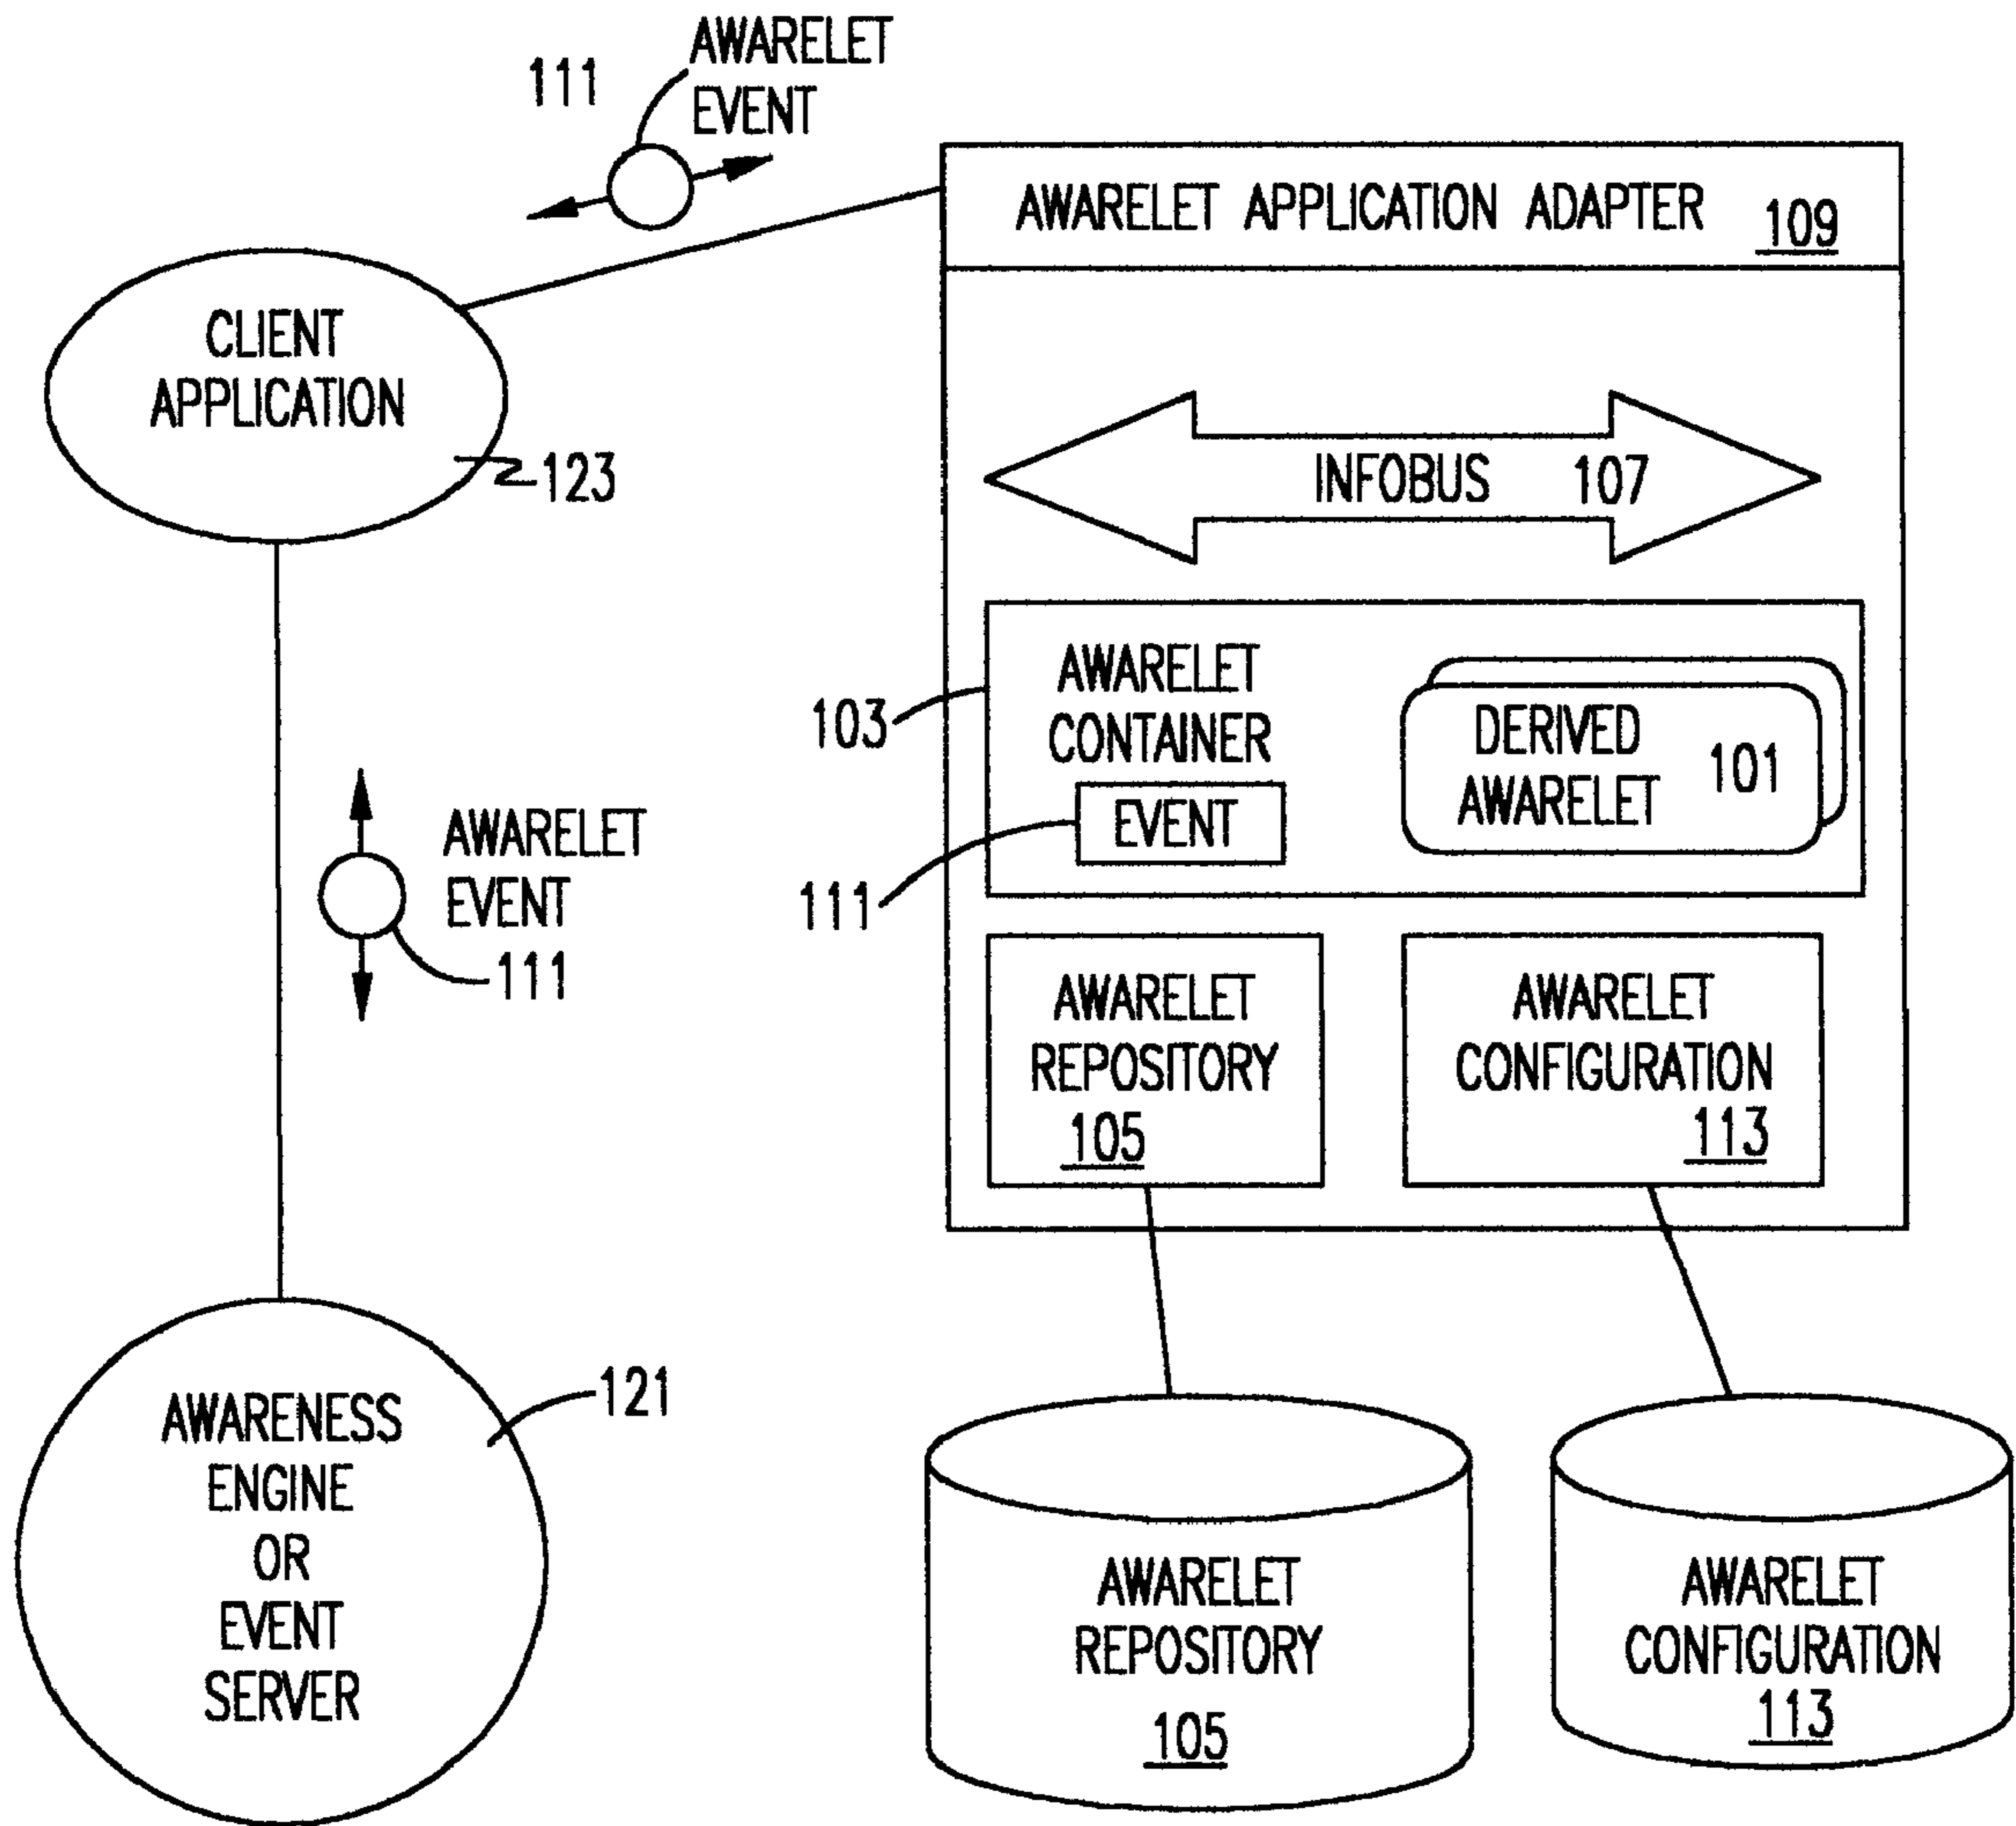 AWARELET
EVENT
111
AWARELET APPLICATION ADAPTER 109
CLIENT
APPLICATION
123
INFOBUS 107
AWARELET
CONTAINER
103
EVENT
111
DERIVED
AWARELET
101
AWARELET
EVENT
111
AWARELET
REPOSITORY
105
AWARELET
CONFIGURATION
113
AWARENESS
ENGINE
OR
EVENT
SERVER
121
AWARELET
REPOSITORY
105
AWARELET
CONFIGURATION
113